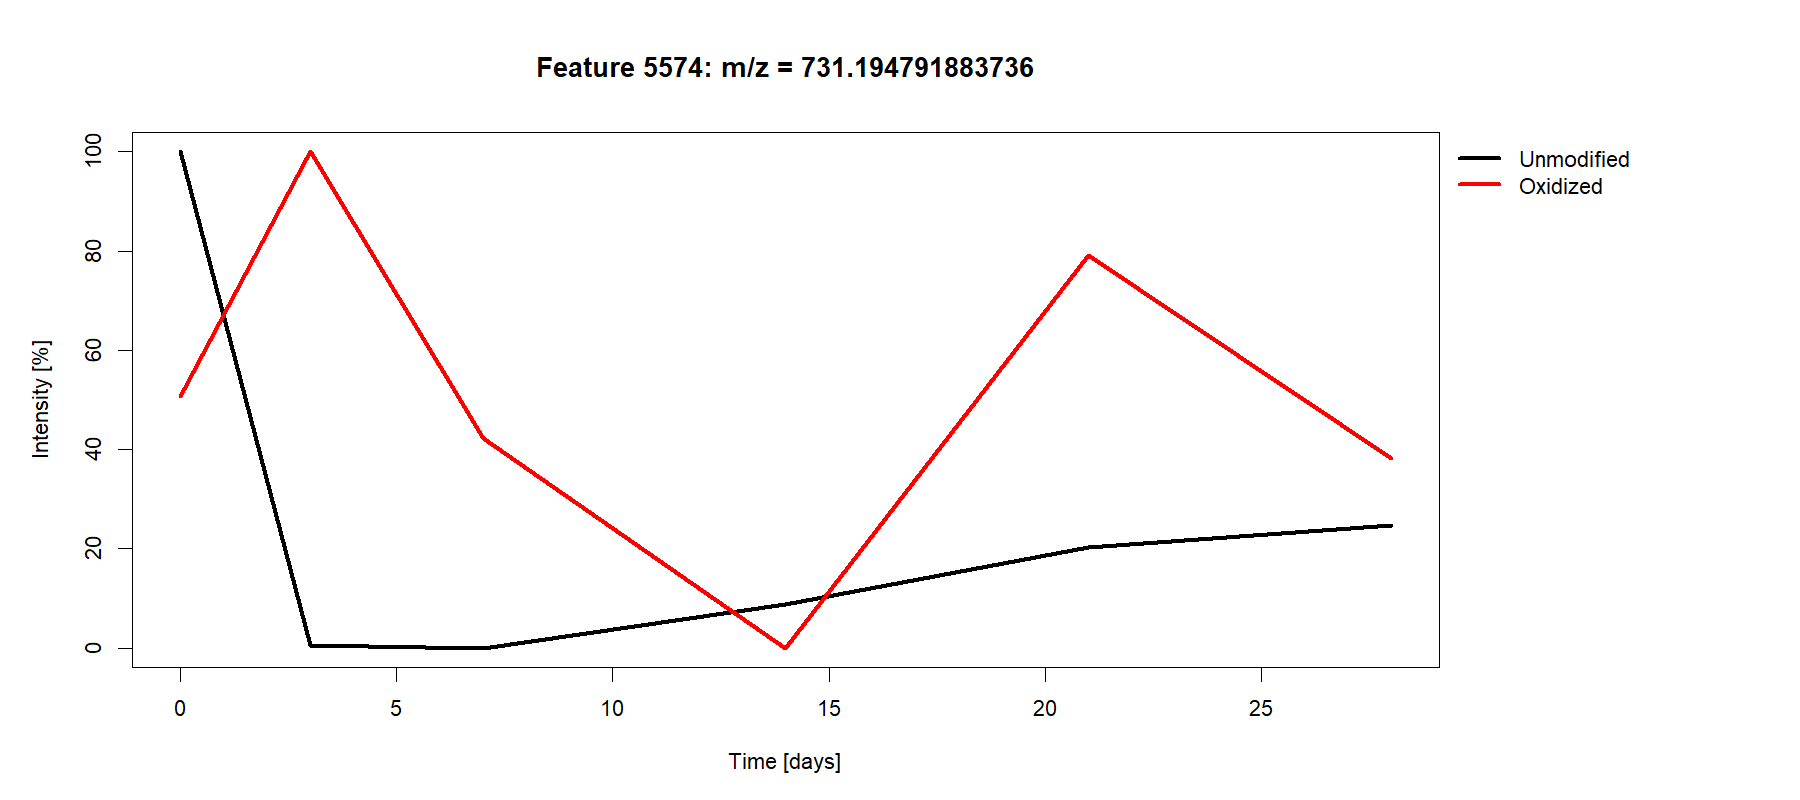 Feature 5574: m/z = 731.194791883736
Unmodified
Oxidized
Intensity [%]
100
80
60
40
20
0
0 5 10 15 20 25
Time [days]